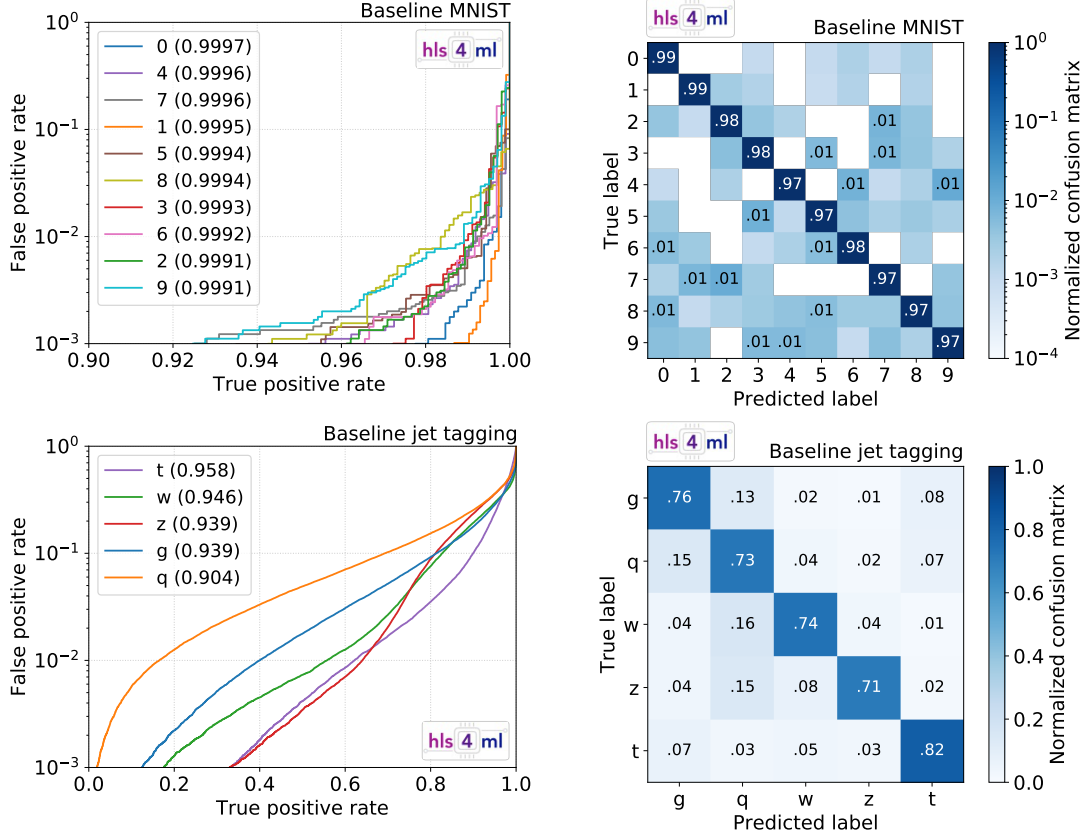 Baseline MNIST
hls 4 ml
10⁰
10⁻¹
10⁻²
10⁻³
False positive rate
0 (0.9997)
4 (0.9996)
7 (0.9996)
1 (0.9995)
5 (0.9994)
8 (0.9994)
3 (0.9993)
6 (0.9992)
2 (0.9991)
9 (0.9991)
0.90 0.92 0.94 0.96 0.98 1.00
True positive rate
hls 4 ml
Baseline MNIST
True label
0 .99
1 .99
2 .98 .01
3 .98 .01 .01
4 .97 .01 .01
5 .01 .97
6 .01 .01 .98
7 .01 .01 .97
8 .01 .01 .97
9 .01 .01 .97
0 1 2 3 4 5 6 7 8 9
Predicted label
10⁰
10⁻¹
10⁻²
10⁻³
10⁻⁴
Normalized confusion matrix
Baseline jet tagging
10⁰
10⁻¹
10⁻²
10⁻³
False positive rate
t (0.958)
w (0.946)
z (0.939)
g (0.939)
q (0.904)
hls 4 ml
0.0 0.2 0.4 0.6 0.8 1.0
True positive rate
hls 4 ml
Baseline jet tagging
True label
g .76 .13 .02 .01 .08
q .15 .73 .04 .02 .07
w .04 .16 .74 .04 .01
z .04 .15 .08 .71 .02
t .07 .03 .05 .03 .82
g q w z t
Predicted label
1.0
0.8
0.6
0.4
0.2
0.0
Normalized confusion matrix